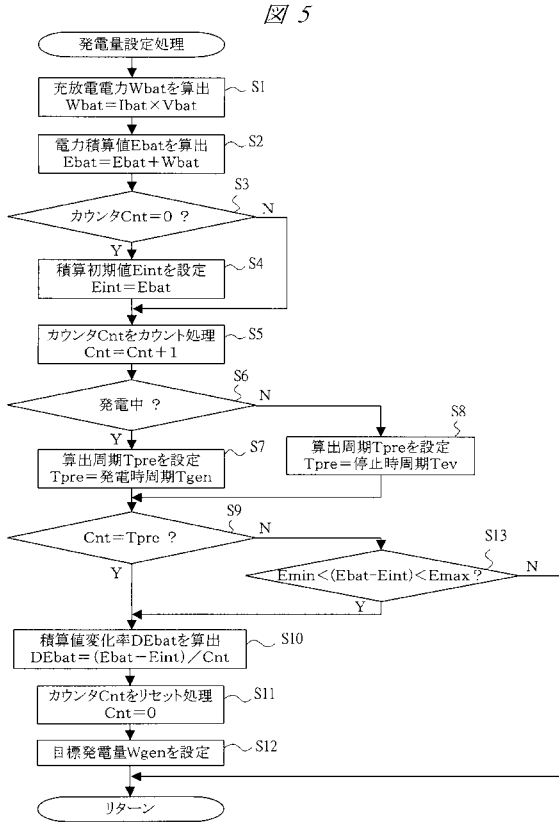 図 5
発電量設定処理
充放電電力Wbatを算出
Wbat=Ibat×Vbat
S1
電力積算値Ebatを算出
Ebat=Ebat+Wbat
S2
カウンタCnt=0 ?
S3
N
Y
積算初期値Eintを設定
Eint=Ebat
S4
カウンタCntをカウント処理
Cnt=Cnt+1
S5
発電中 ?
S6
N
Y
算出周期Tpreを設定
Tpre=発電時周期Tgen
S7
算出周期Tpreを設定
Tpre=停止時周期Tev
S8
Cnt=Tpre ?
S9
N
Y
Emin<(Ebat-Eint)<Emax ?
S13
N
Y
積算値変化率DEbatを算出
DEbat=(Ebat-Eint)/Cnt
S10
カウンタCntをリセット処理
Cnt=0
S11
目標発電量Wgenを設定
S12
リターン